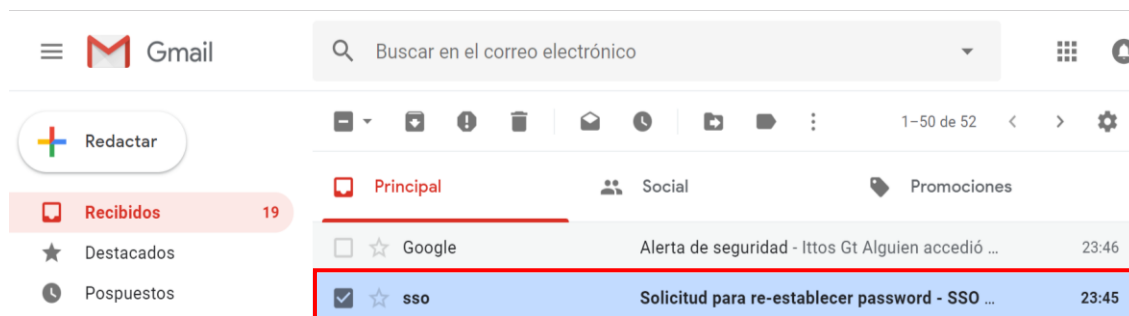 Gmail
Buscar en el correo electrónico
Redactar
1–50 de 52
Principal
Social
Promociones
Recibidos 19
Destacados
Pospuestos
Google Alerta de seguridad - Ittos Gt Alguien accedió ... 23:46
sso Solicitud para re-establecer password - SSO ... 23:45